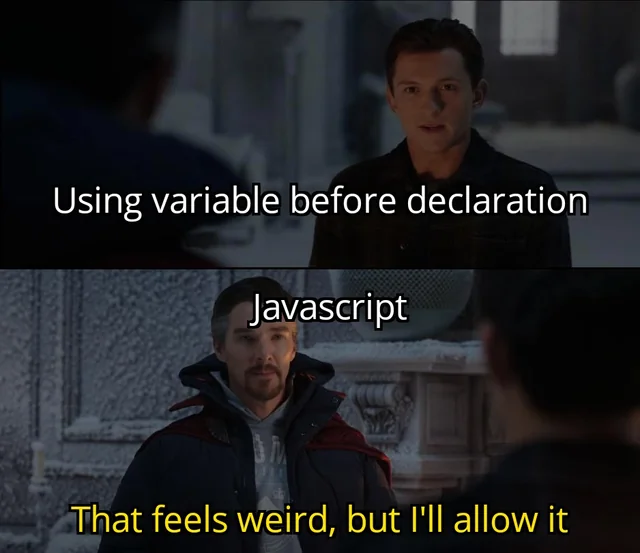 Using variable before declaration
Javascript
That feels weird, but I'll allow it